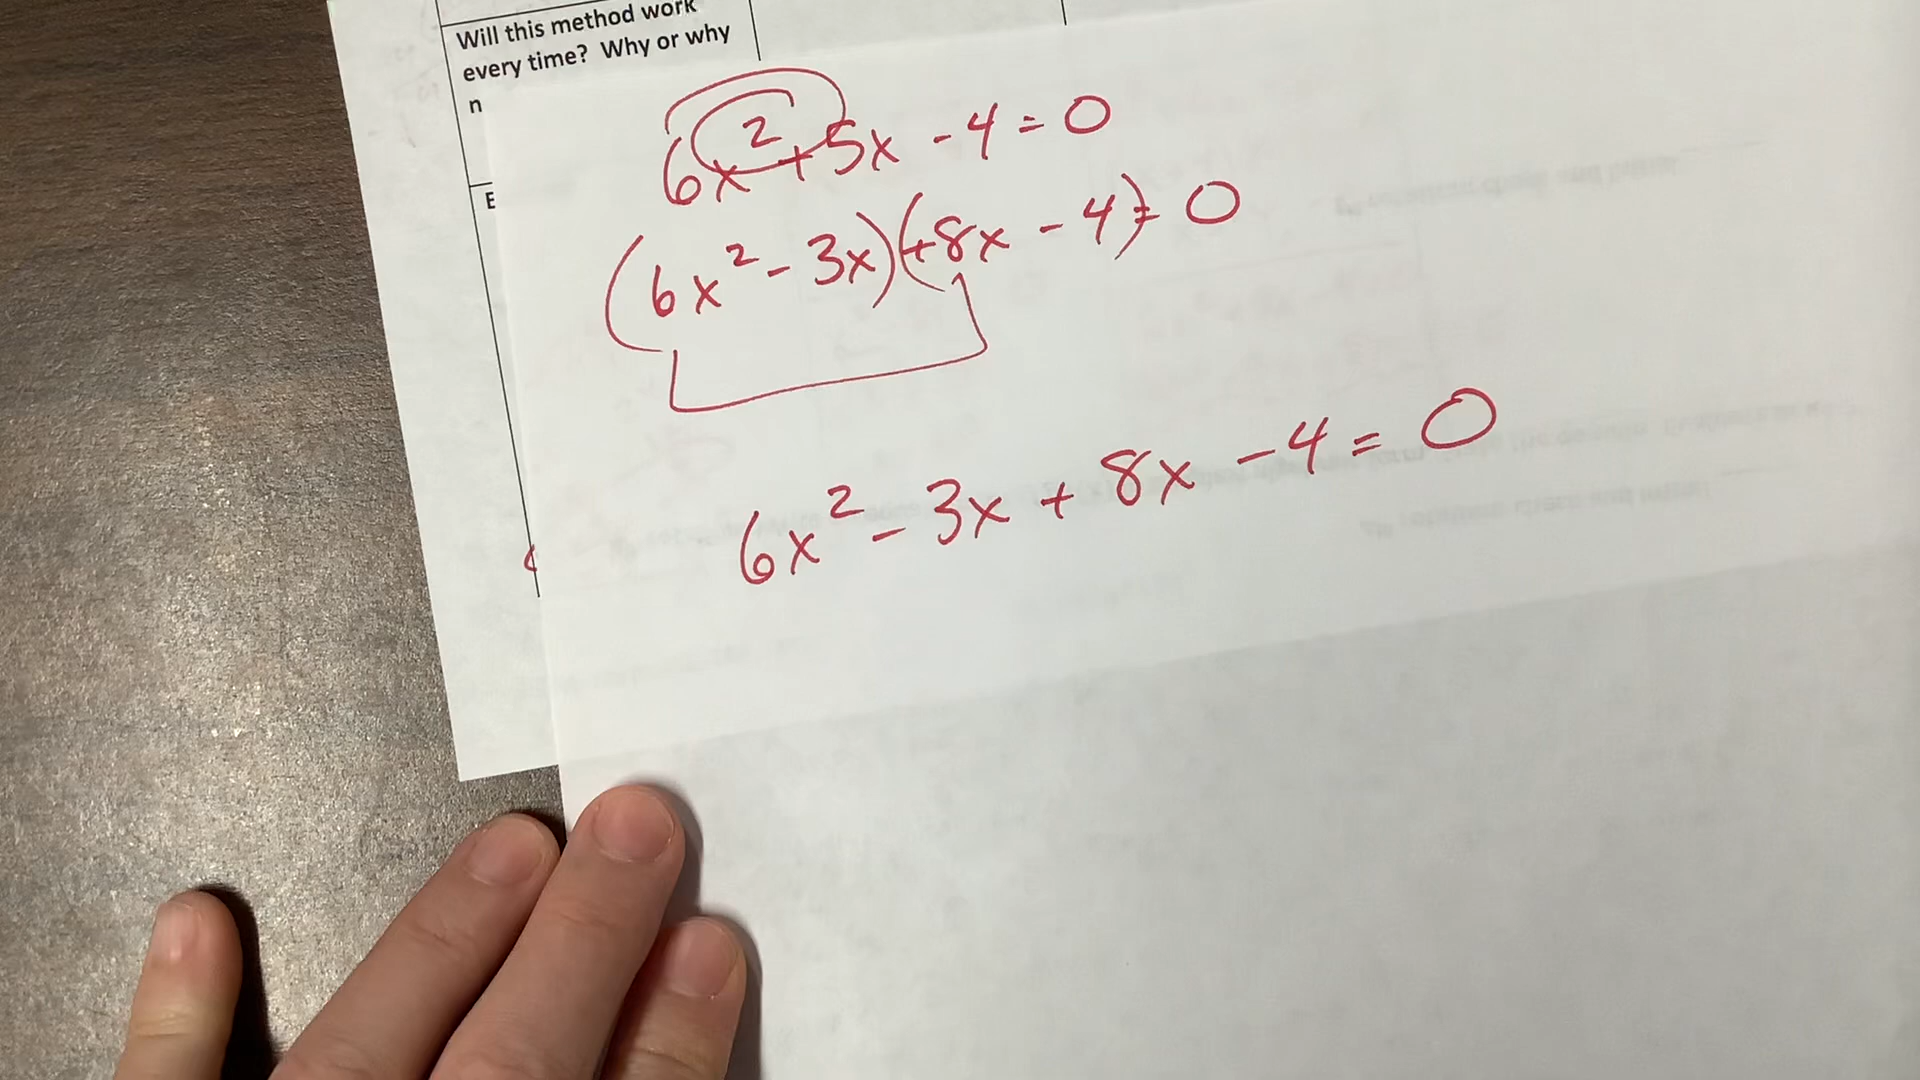 Will this method work
every time? Why or why
n
E
6x² + 5x - 4 = 0
(6x² - 3x)(+8x - 4) = 0
6x² - 3x + 8x - 4 = 0